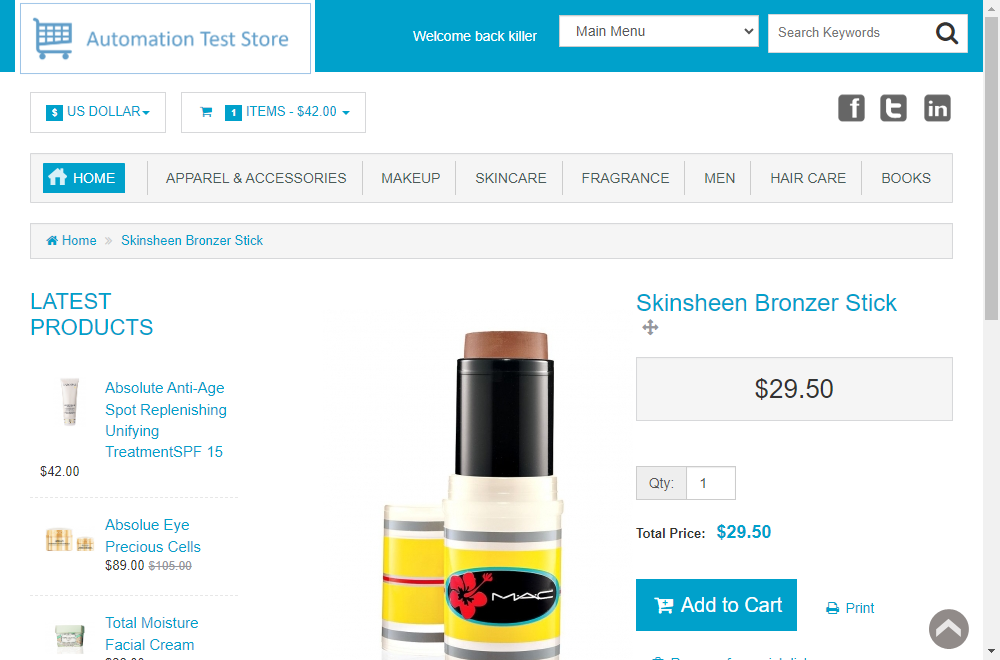 Automation Test Store
Welcome back killer
Main Menu
Search Keywords
$ US DOLLAR
1 ITEMS - $42.00
f t in
HOME
APPAREL & ACCESSORIES
MAKEUP
SKINCARE
FRAGRANCE
MEN
HAIR CARE
BOOKS
Home » Skinsheen Bronzer Stick
LATEST
PRODUCTS
Absolute Anti-Age
Spot Replenishing
Unifying
TreatmentSPF 15
$42.00
Absolue Eye
Precious Cells
$89.00 $105.00
Total Moisture
Facial Cream
MAC
Skinsheen Bronzer Stick
$29.50
Qty: 1
Total Price: $29.50
Add to Cart
Print